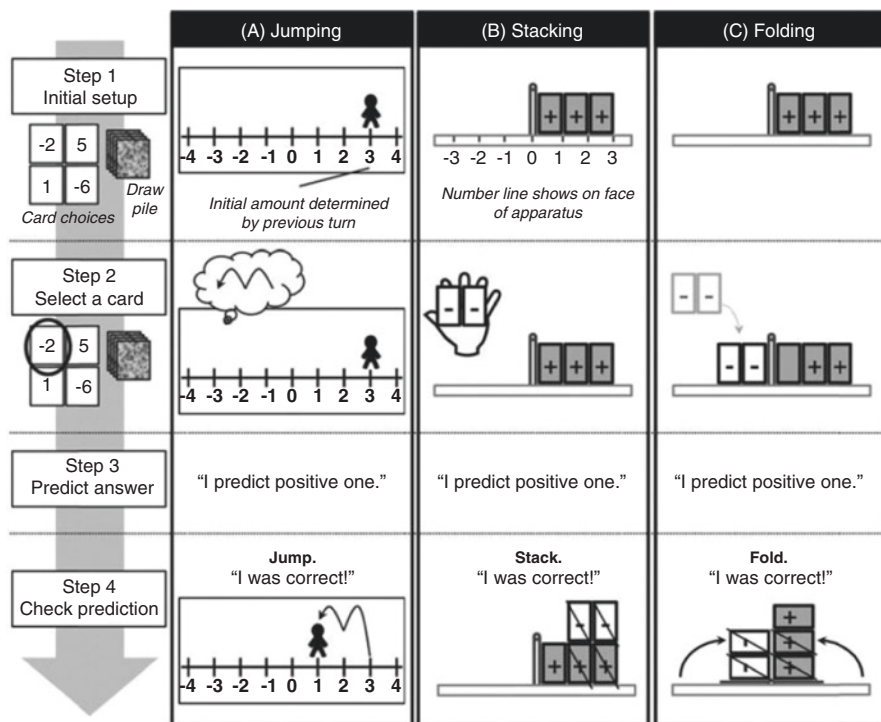 (A) Jumping
(B) Stacking
(C) Folding
Step 1
Initial setup
-2 5
1 -6
Card choices
Draw
pile
-4 -3 -2 -1 0 1 2 3 4
Initial amount determined
by previous turn
+ + +
-3 -2 -1 0 1 2 3
Number line shows on face
of apparatus
+ + +
Step 2
Select a card
-2 5
1 -6
-4 -3 -2 -1 0 1 2 3 4
- -
+ + +
- -
- - + +
Step 3
Predict answer
“I predict positive one.”
“I predict positive one.”
“I predict positive one.”
Step 4
Check prediction
Jump.
“I was correct!”
-4 -3 -2 -1 0 1 2 3 4
Stack.
“I was correct!”
- -
+ + +
Fold.
“I was correct!”
+
- +
- +